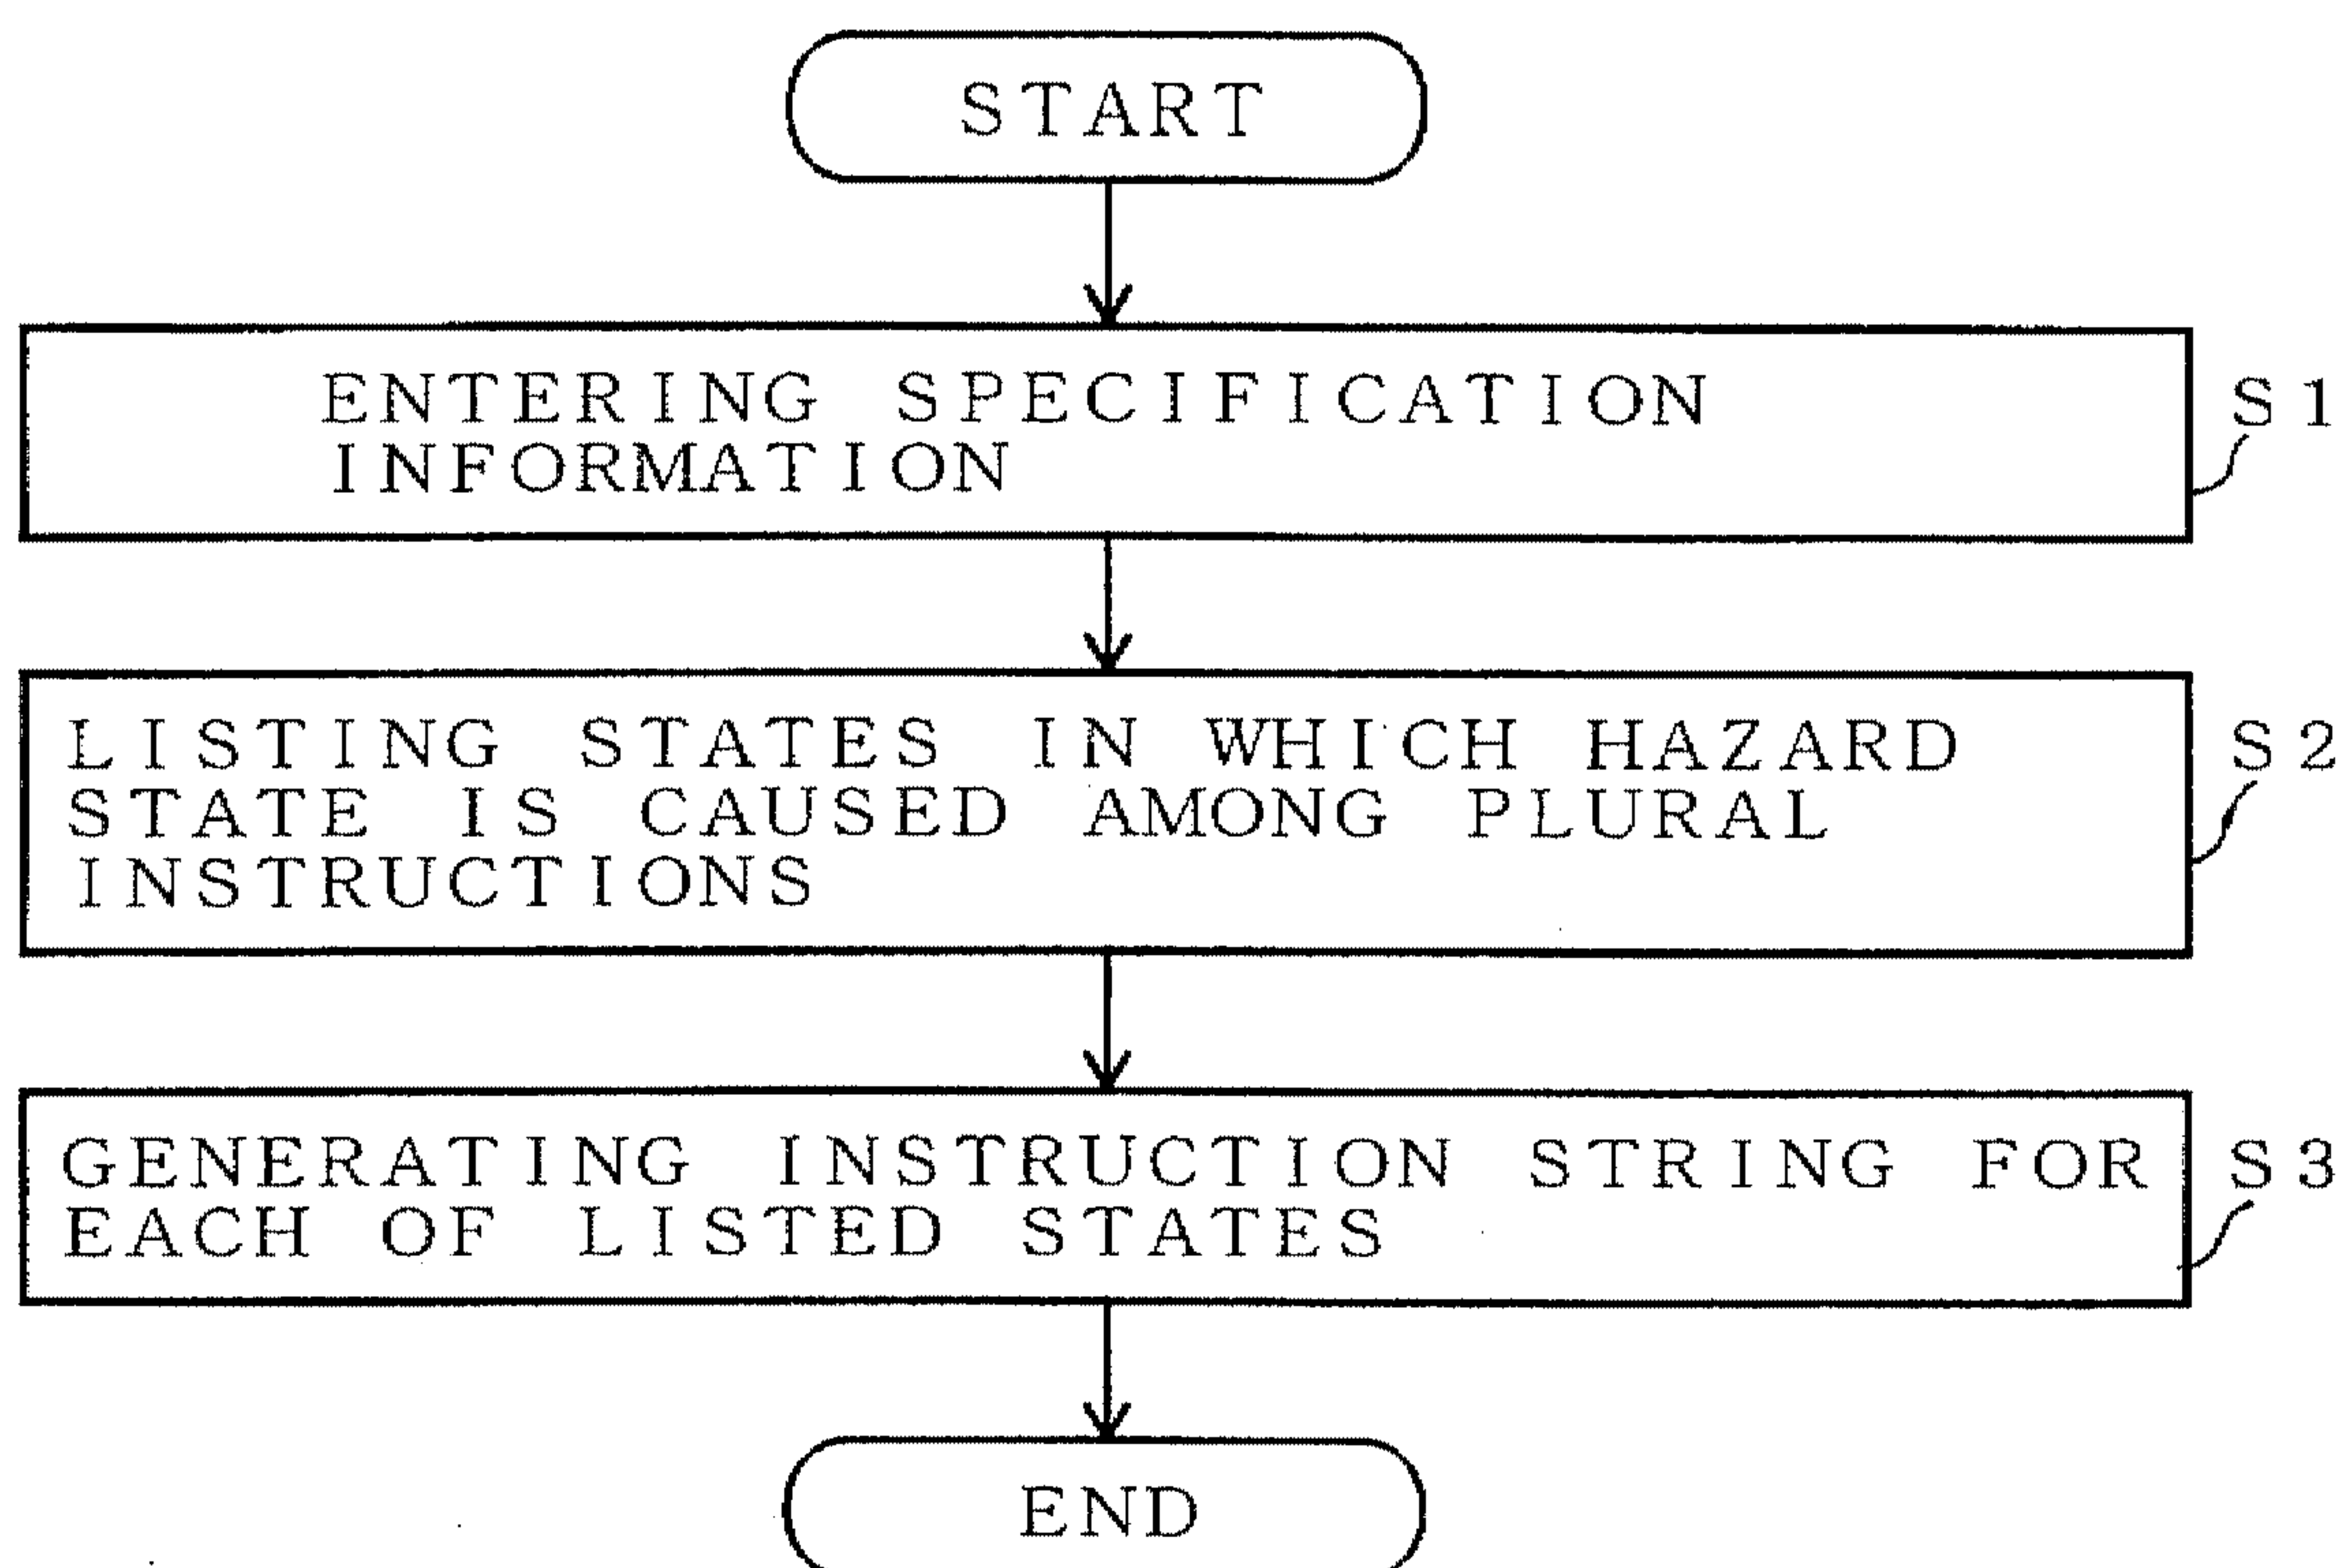 START
ENTERING SPECIFICATION
INFORMATION
S1
LISTING STATES IN WHICH HAZARD
STATE IS CAUSED AMONG PLURAL
INSTRUCTIONS
S2
GENERATING INSTRUCTION STRING FOR
EACH OF LISTED STATES
S3
END